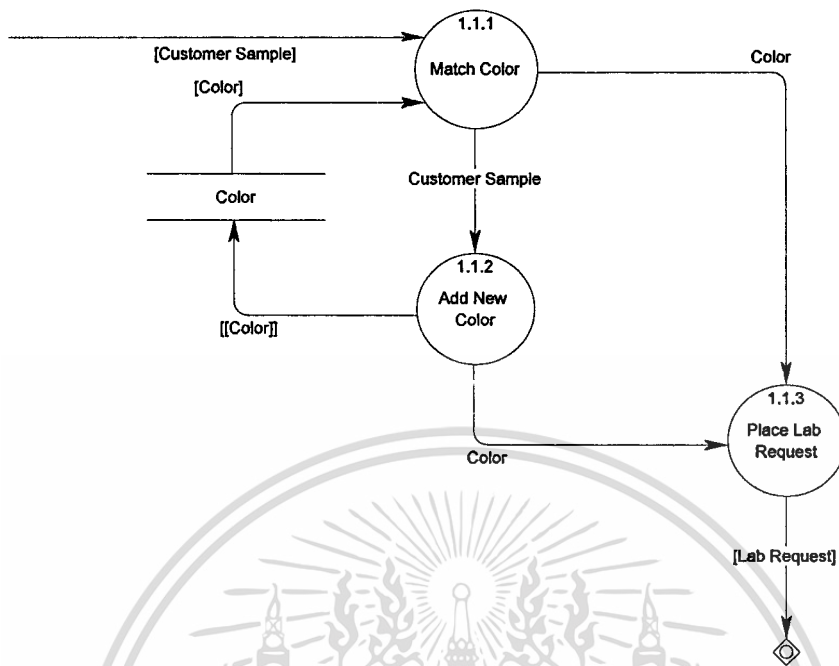 1.1.1
Match Color
[Customer Sample]
Color
[Color]
Customer Sample
Color
1.1.2
Add New
Color
[[Color]]
1.1.3
Place Lab
Request
Color
[Lab Request]